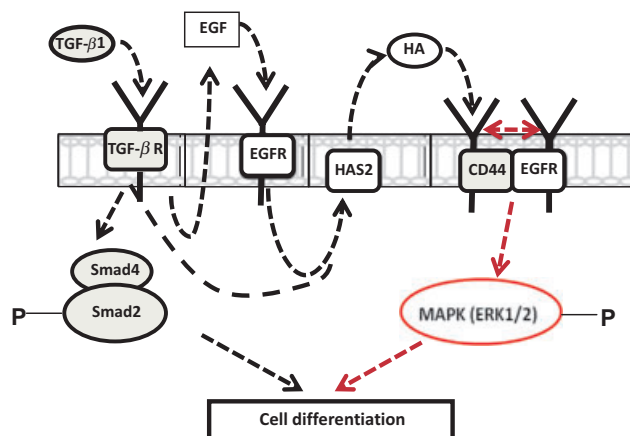 EGF
TGF-β1
HA
TGF-β R
EGFR
HAS2
CD44
EGFR
Smad4
Smad2
P
MAPK (ERK1/2)
P
Cell differentiation